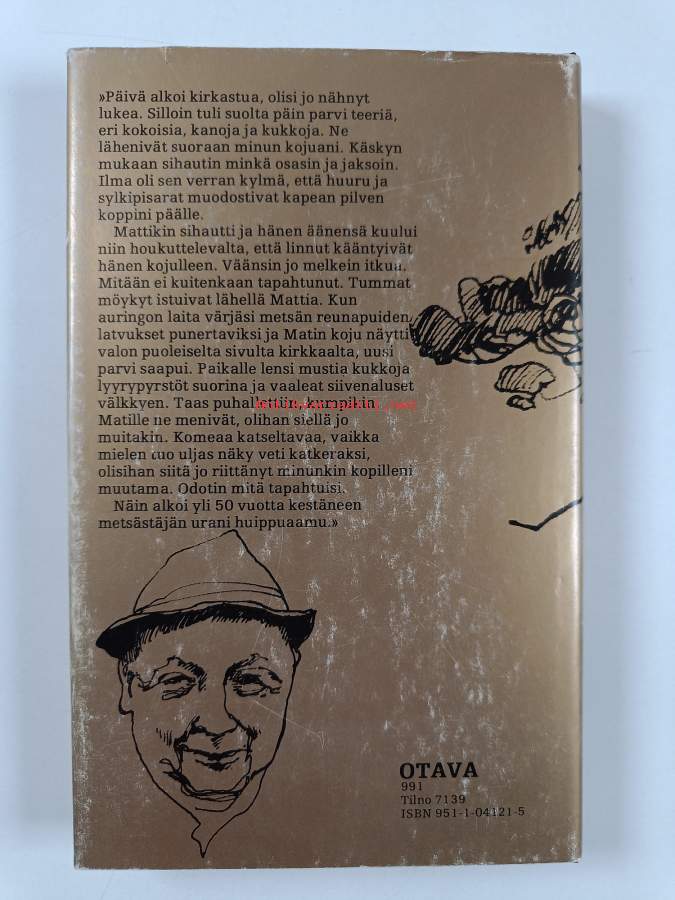 »Päivä alkoi kirkastua, olisi jo nähnyt
lukea. Silloin tuli suolta päin parvi teeriä,
eri kokoisia, kanoja ja kukkoja. Ne
lähenivät suoraan minun kojuani. Käskyn
mukaan sihautin minkä osasin ja jaksoin.
Ilma oli sen verran kylmä, että huuru ja
sylkipisarat muodostivat kapean pilven
koppini päälle.
Mattikin sihautti ja hänen äänensä kuului
niin houkuttelevalta, että linnut kääntyivät
hänen kojulleen. Väänsin jo melkein itkua.
Mitään ei kuitenkaan tapahtunut. Tummat
möykyt istuivat lähellä Mattia. Kun
auringon laita värjäsi metsän reunapuiden
latvukset punertaviksi ja Matin koju näytti
valon puoleiselta sivulta kirkkaalta, uusi
parvi saapui. Paikalle lensi mustia kukkoja
lyyrypyrstöt suorina ja vaaleat siivenaluset
välkkyen. Taas puhallettiin, kumpikin.
Matille ne menivät, olihan siellä jo
muitakin. Komeaa katseltavaa, vaikka
mielen tuo uljas näky veti katkeraksi,
olisihan siitä jo riittänyt minunkin kopilleni
muutama. Odotin mitä tapahtuisi.
Näin alkoi yli 50 vuotta kestäneen
metsästäjän urani huippuaamu.»
OTAVA
991
Tilno 7139
ISBN 951-1-04121-5